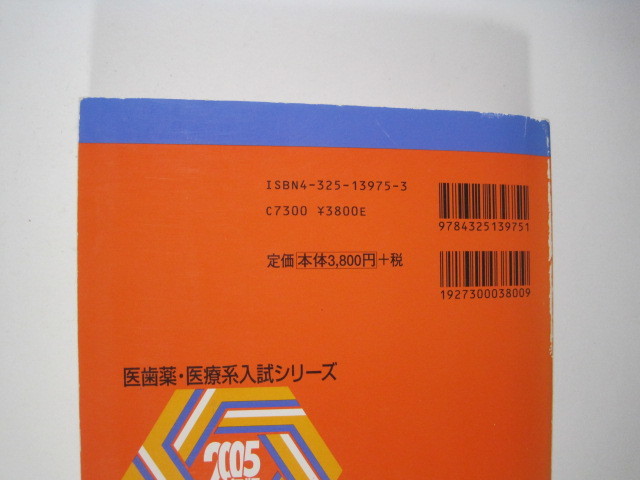 ISBN4-325-13975-3
C7300 ¥3800E
9784325139751
定価 本体3,800円+税
1927300038009
医歯薬・医療系入試シリーズ
2005